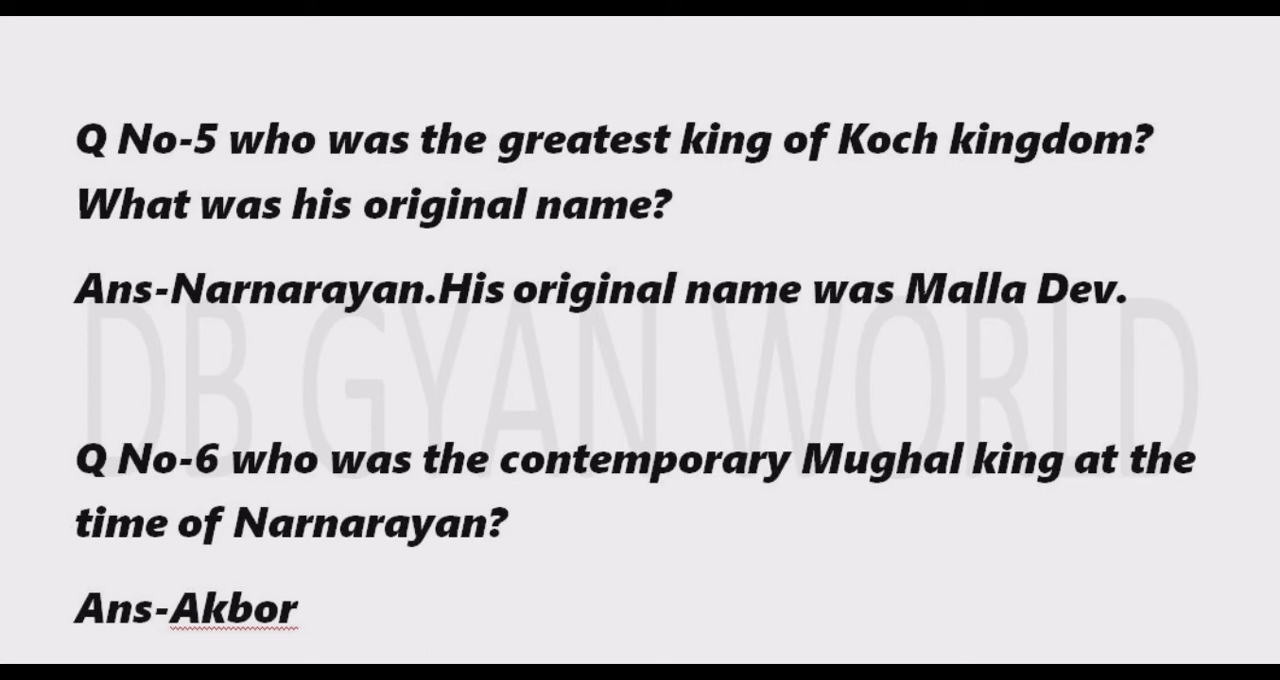 Q No-5 who was the greatest king of Koch kingdom?
What was his original name?
Ans-Narnarayan.His original name was Malla Dev.
DB GYAN WORLD
Q No-6 who was the contemporary Mughal king at the
time of Narnarayan?
Ans-Akbor